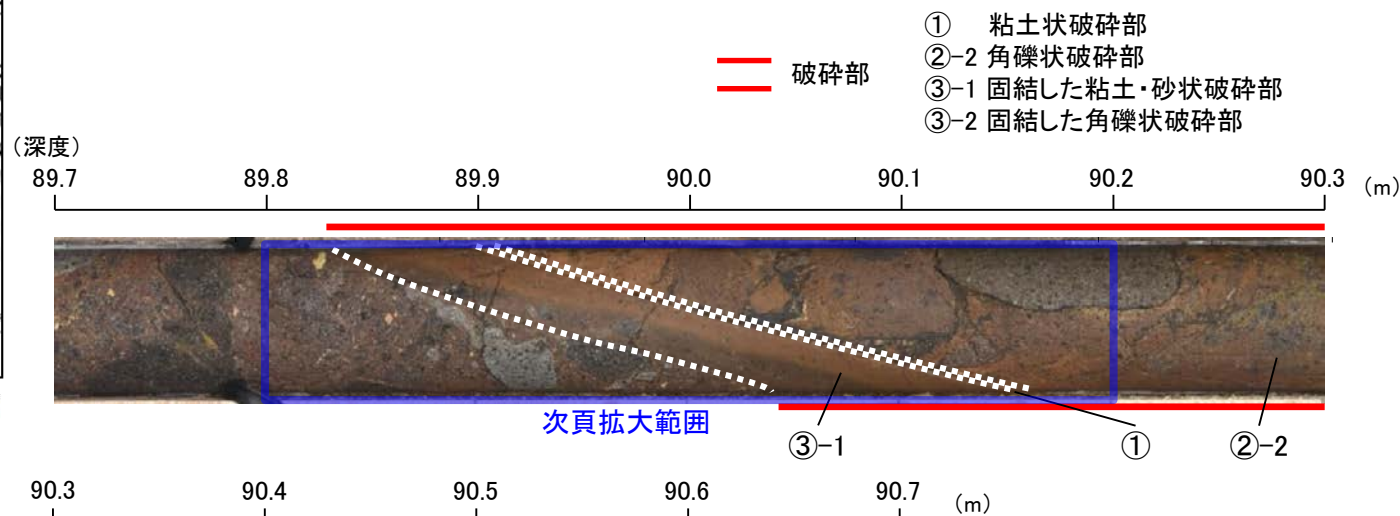 破砕部
① 粘土状破砕部
②-2 角礫状破砕部
③-1 固結した粘土・砂状破砕部
③-2 固結した角礫状破砕部
(深度)
89.7 89.8 89.9 90.0 90.1 90.2 90.3 (m)
次頁拡大範囲
③-1 ① ②-2
90.3 90.4 90.5 90.6 90.7 (m)